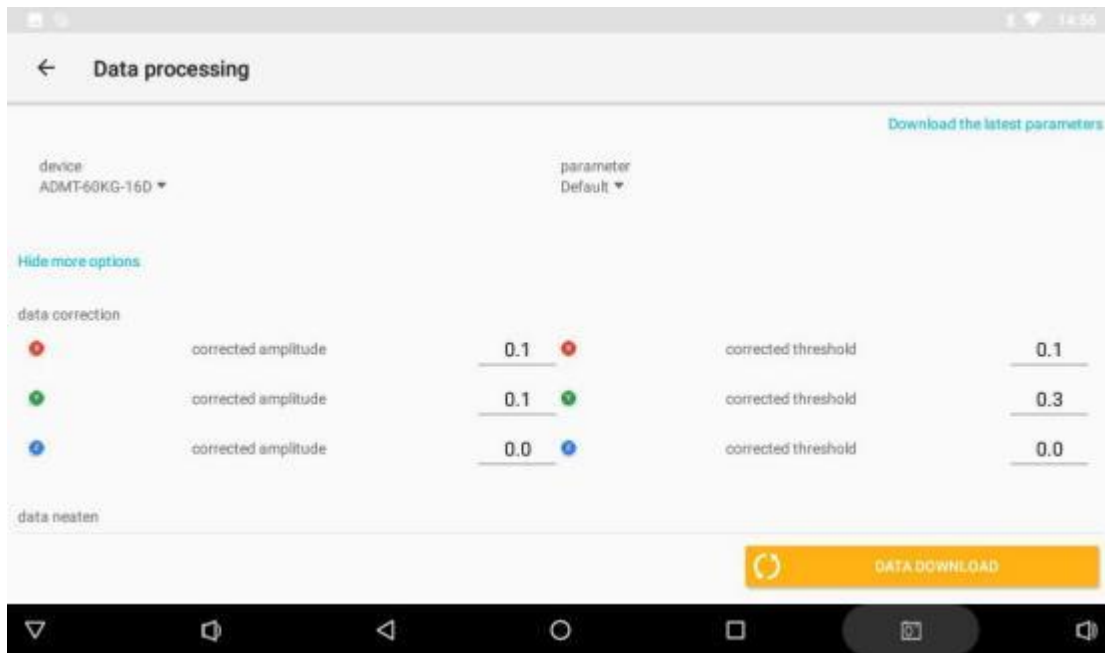 14:56
Data processing
Download the latest parameters
device
ADMT-60KG-16D
parameter
Default
Hide more options
data correction
X corrected amplitude 0.1 X corrected threshold 0.1
Y corrected amplitude 0.1 Y corrected threshold 0.3
Z corrected amplitude 0.0 Z corrected threshold 0.0
data neaten
DATA DOWNLOAD